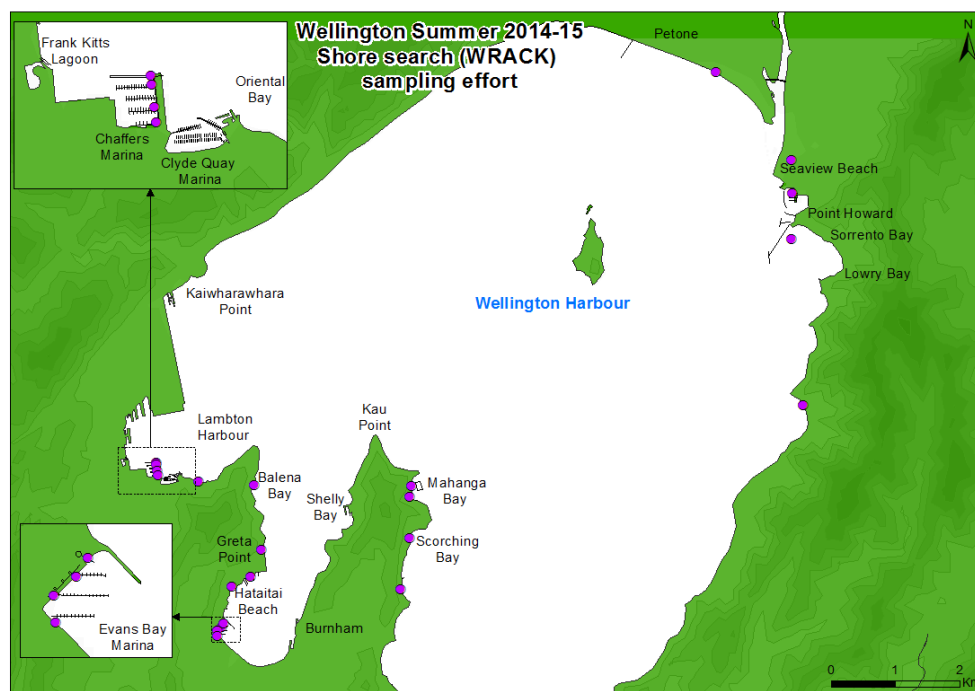 Wellington Summer 2014-15
Shore search (WRACK)
sampling effort
N
Frank Kitts
Lagoon
Oriental
Bay
Chaffers
Marina
Clyde Quay
Marina
Petone
Seaview Beach
Point Howard
Sorrento Bay
Lowry Bay
Wellington Harbour
Kaiwharawhara
Point
Lambton
Harbour
Kau
Point
Balena
Bay
Shelly
Bay
Mahanga
Bay
Greta
Point
Scorching
Bay
Hataitai
Beach
Burnham
Evans Bay
Marina
0 1 2
Km